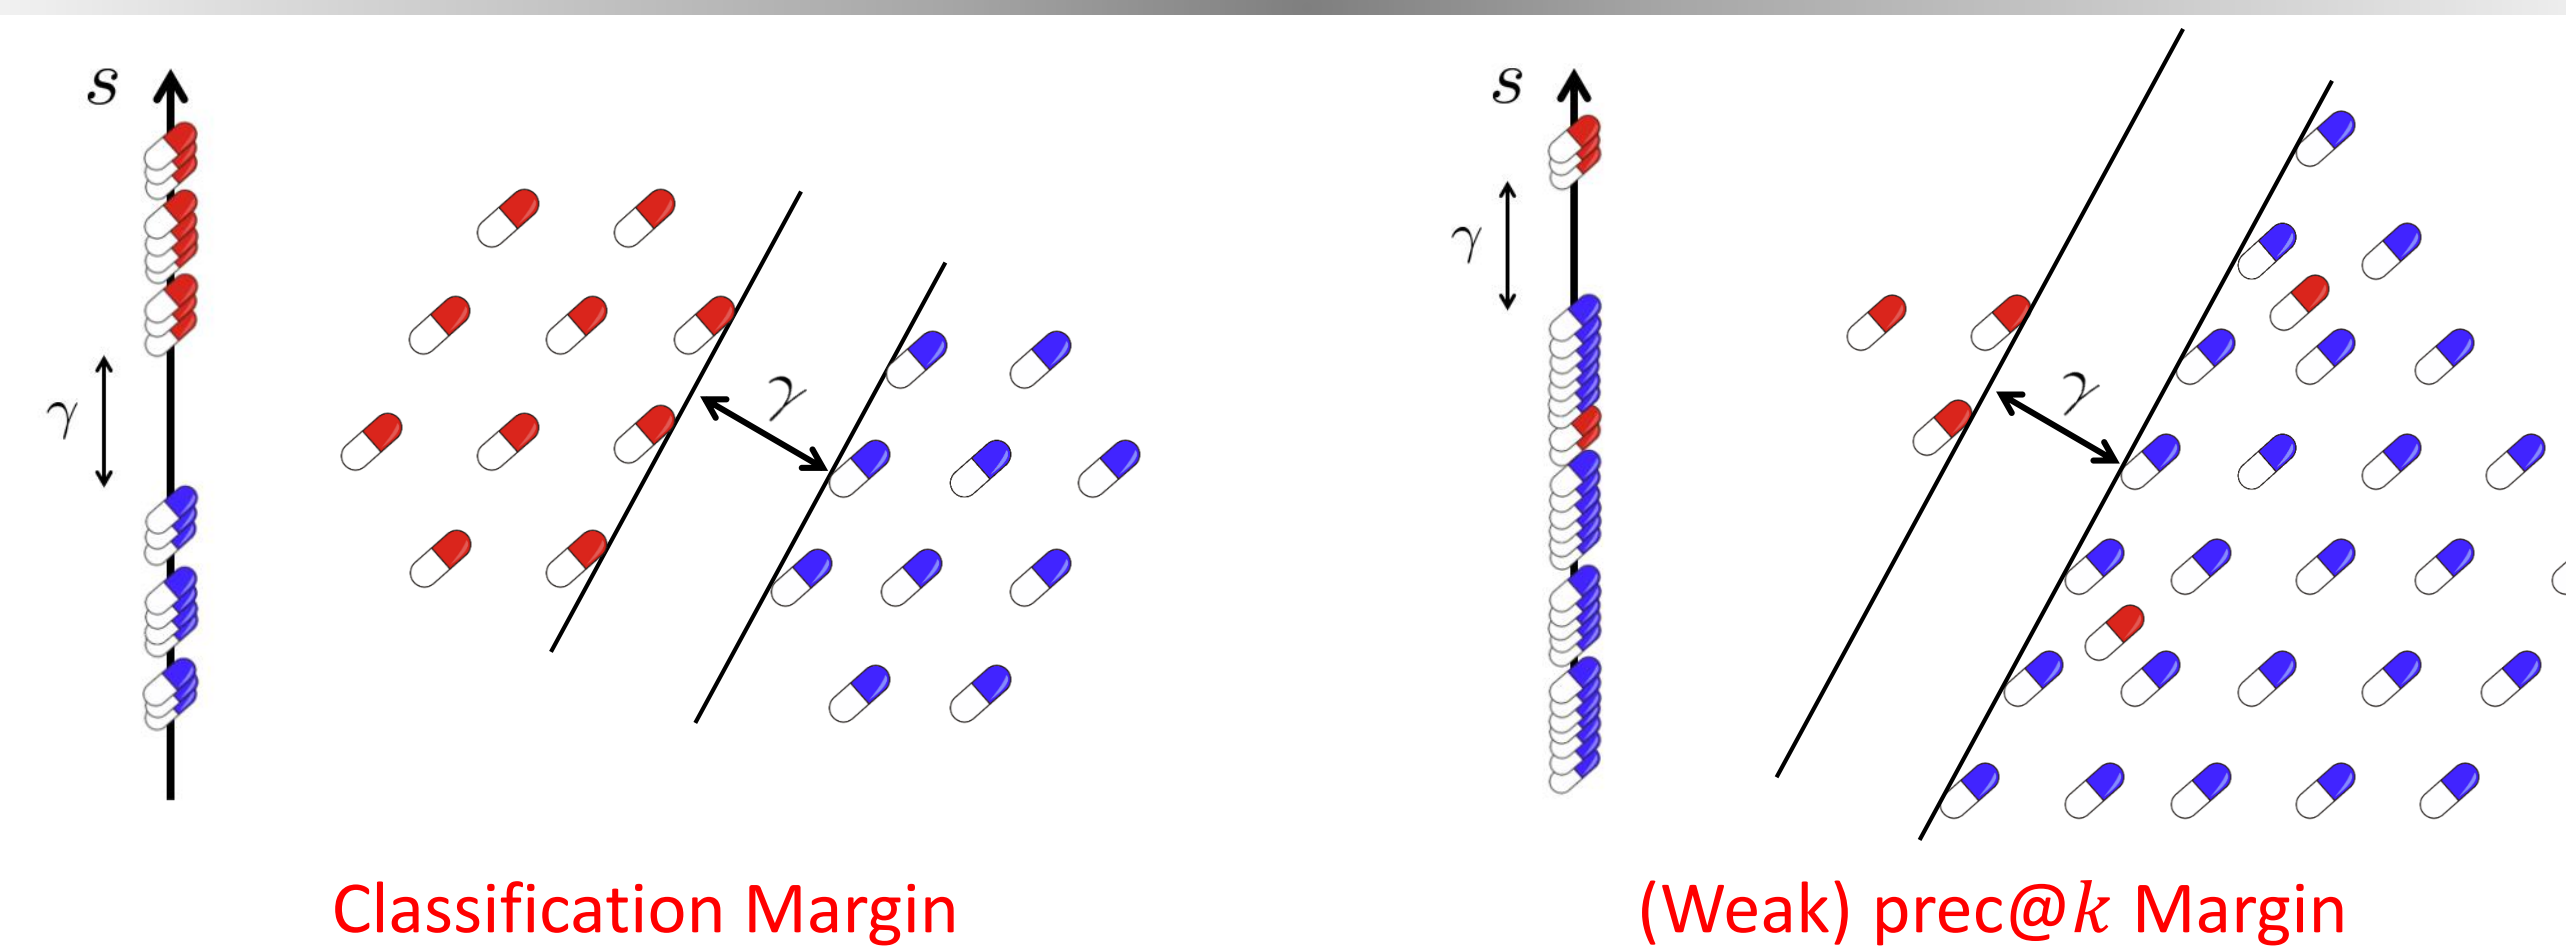 s
γ
γ
Classification Margin
s
γ
γ
(Weak) prec@k Margin